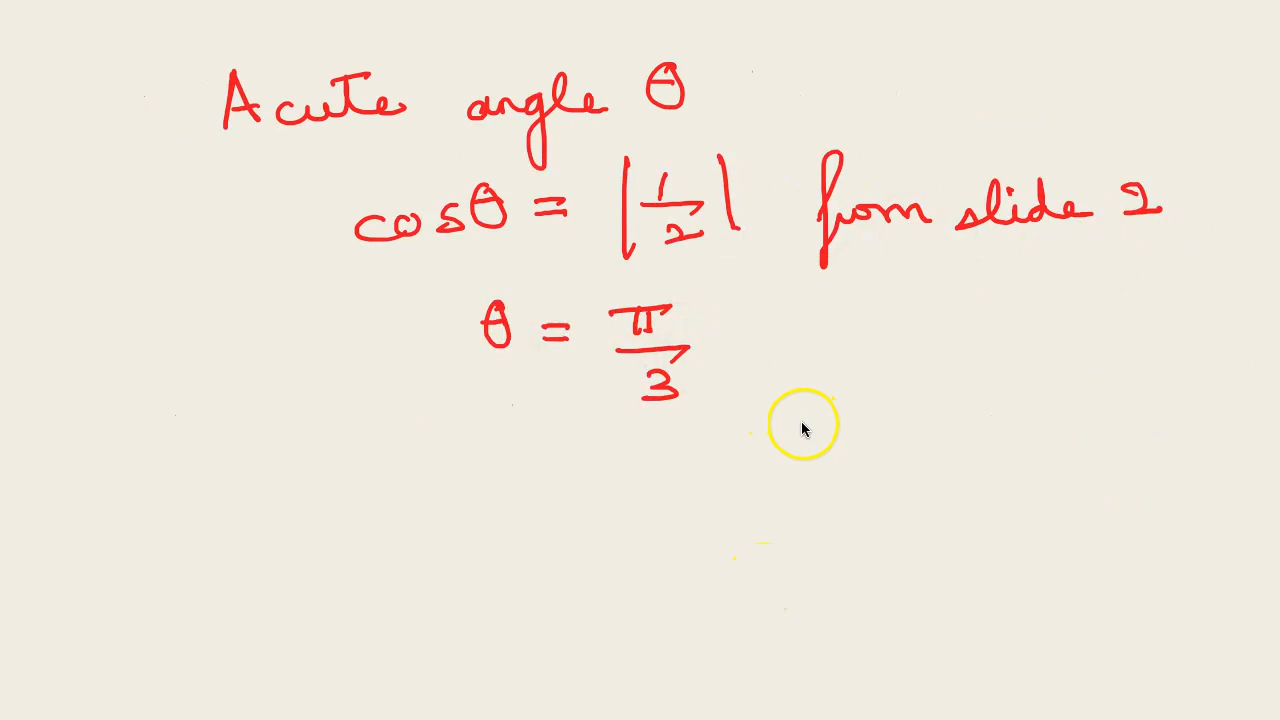 Acute angle θ
cosθ = |1/2| from slide 2
θ = π/3